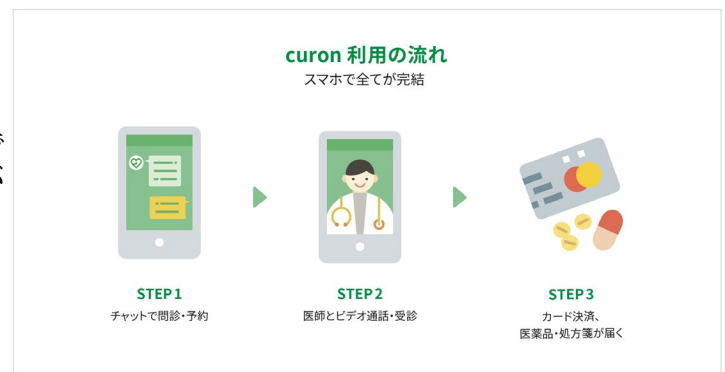 curon 利用の流れ
スマホで全てが完結
STEP1
チャットで問診・予約
STEP2
医師とビデオ通話・受診
STEP3
カード決済、
医薬品・処方箋が届く